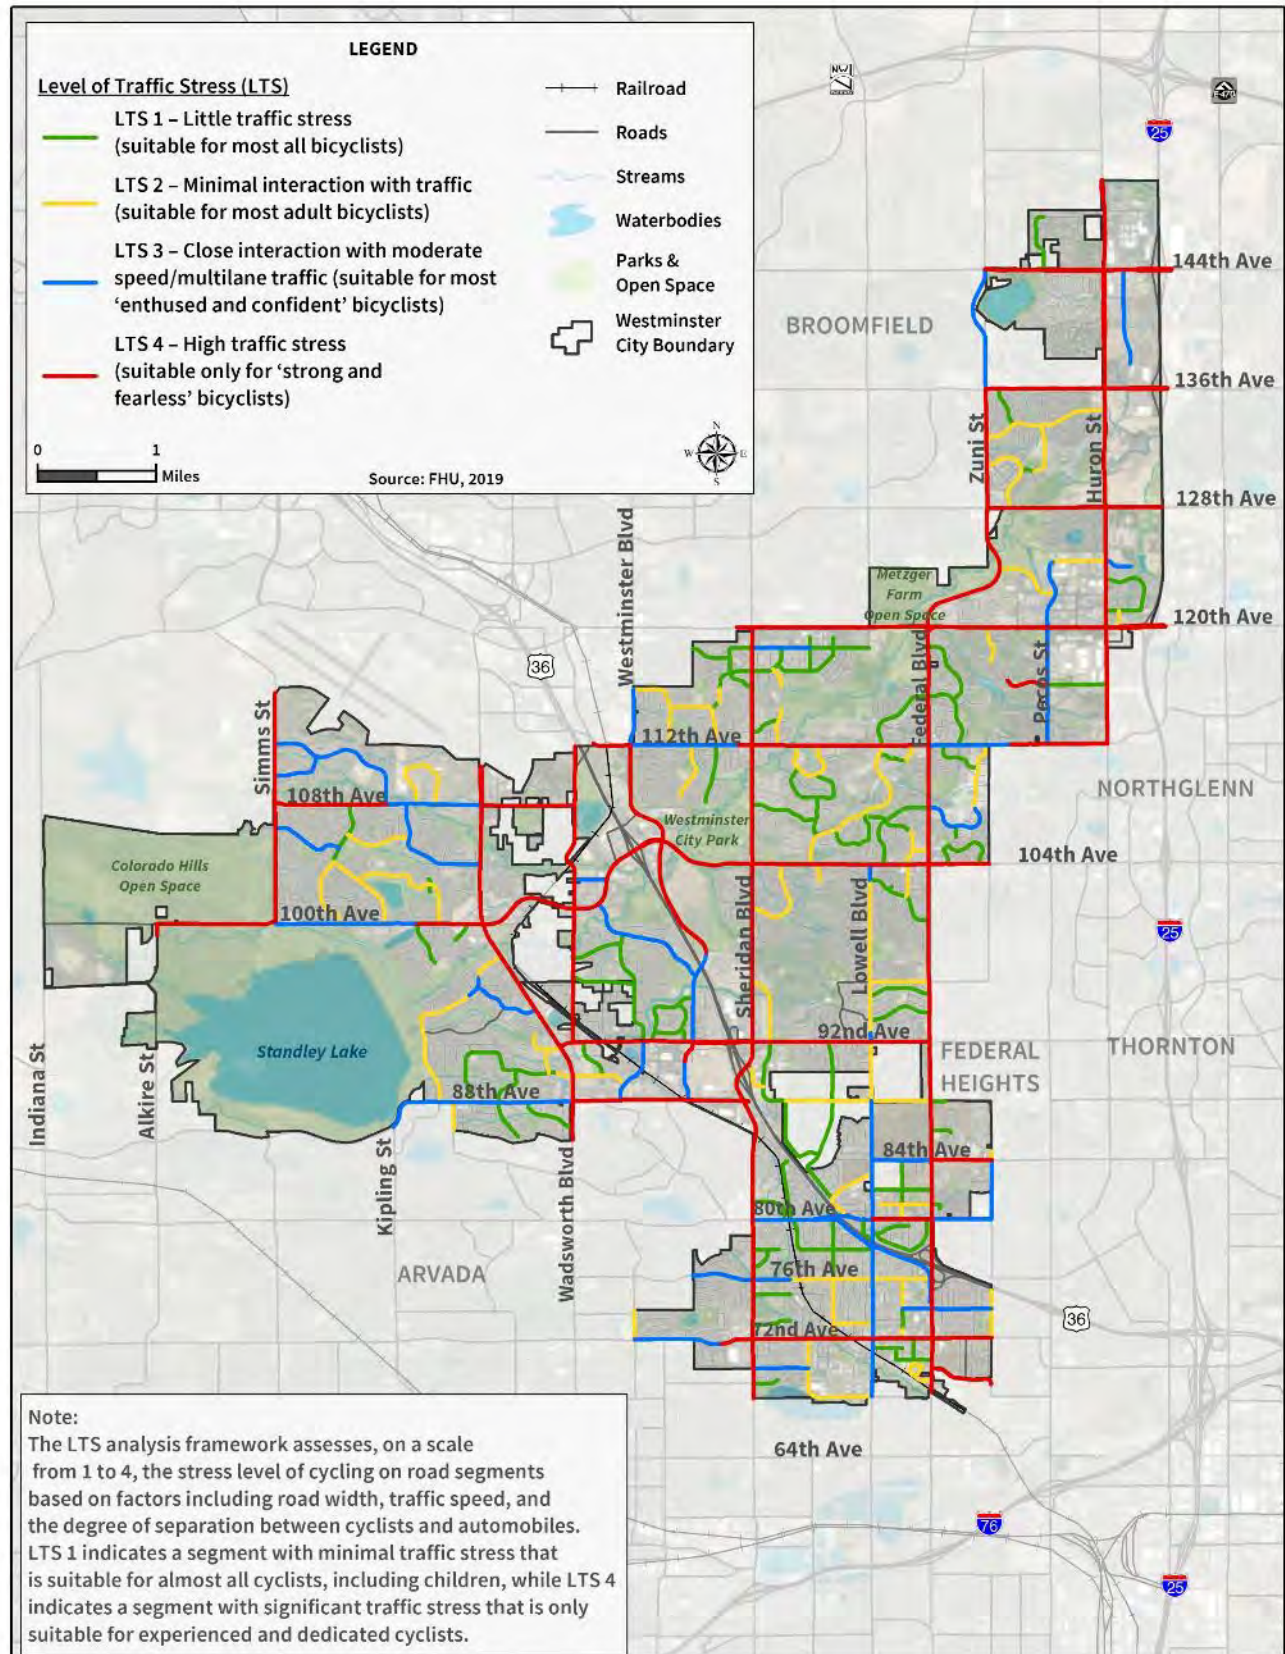 LEGEND
Level of Traffic Stress (LTS)
LTS 1 – Little traffic stress
(suitable for most all bicyclists)
LTS 2 – Minimal interaction with traffic
(suitable for most adult bicyclists)
LTS 3 – Close interaction with moderate
speed/multilane traffic (suitable for most
‘enthused and confident’ bicyclists)
LTS 4 – High traffic stress
(suitable only for ‘strong and
fearless’ bicyclists)
Railroad
Roads
Streams
Waterbodies
Parks &
Open Space
Westminster
City Boundary
0 1
Miles
Source: FHU, 2019
N
W E
S
NW
E-470
25
144th Ave
BROOMFIELD
136th Ave
Zuni St
Huron St
128th Ave
Westminster Blvd
Metzger
Farm
Open Space
120th Ave
36
Federal Blvd
Pecos St
Simms St
112th Ave
108th Ave
NORTHGLENN
Westminster
City Park
104th Ave
Colorado Hills
Open Space
100th Ave
25
Sheridan Blvd
Lowell Blvd
92nd Ave
Standley Lake
FEDERAL
HEIGHTS
THORNTON
88th Ave
Indiana St
Alkire St
Kipling St
Wadsworth Blvd
84th Ave
80th Ave
ARVADA
76th Ave
36
72nd Ave
64th Ave
76
25
Note:
The LTS analysis framework assesses, on a scale
from 1 to 4, the stress level of cycling on road segments
based on factors including road width, traffic speed, and
the degree of separation between cyclists and automobiles.
LTS 1 indicates a segment with minimal traffic stress that
is suitable for almost all cyclists, including children, while LTS 4
indicates a segment with significant traffic stress that is only
suitable for experienced and dedicated cyclists.